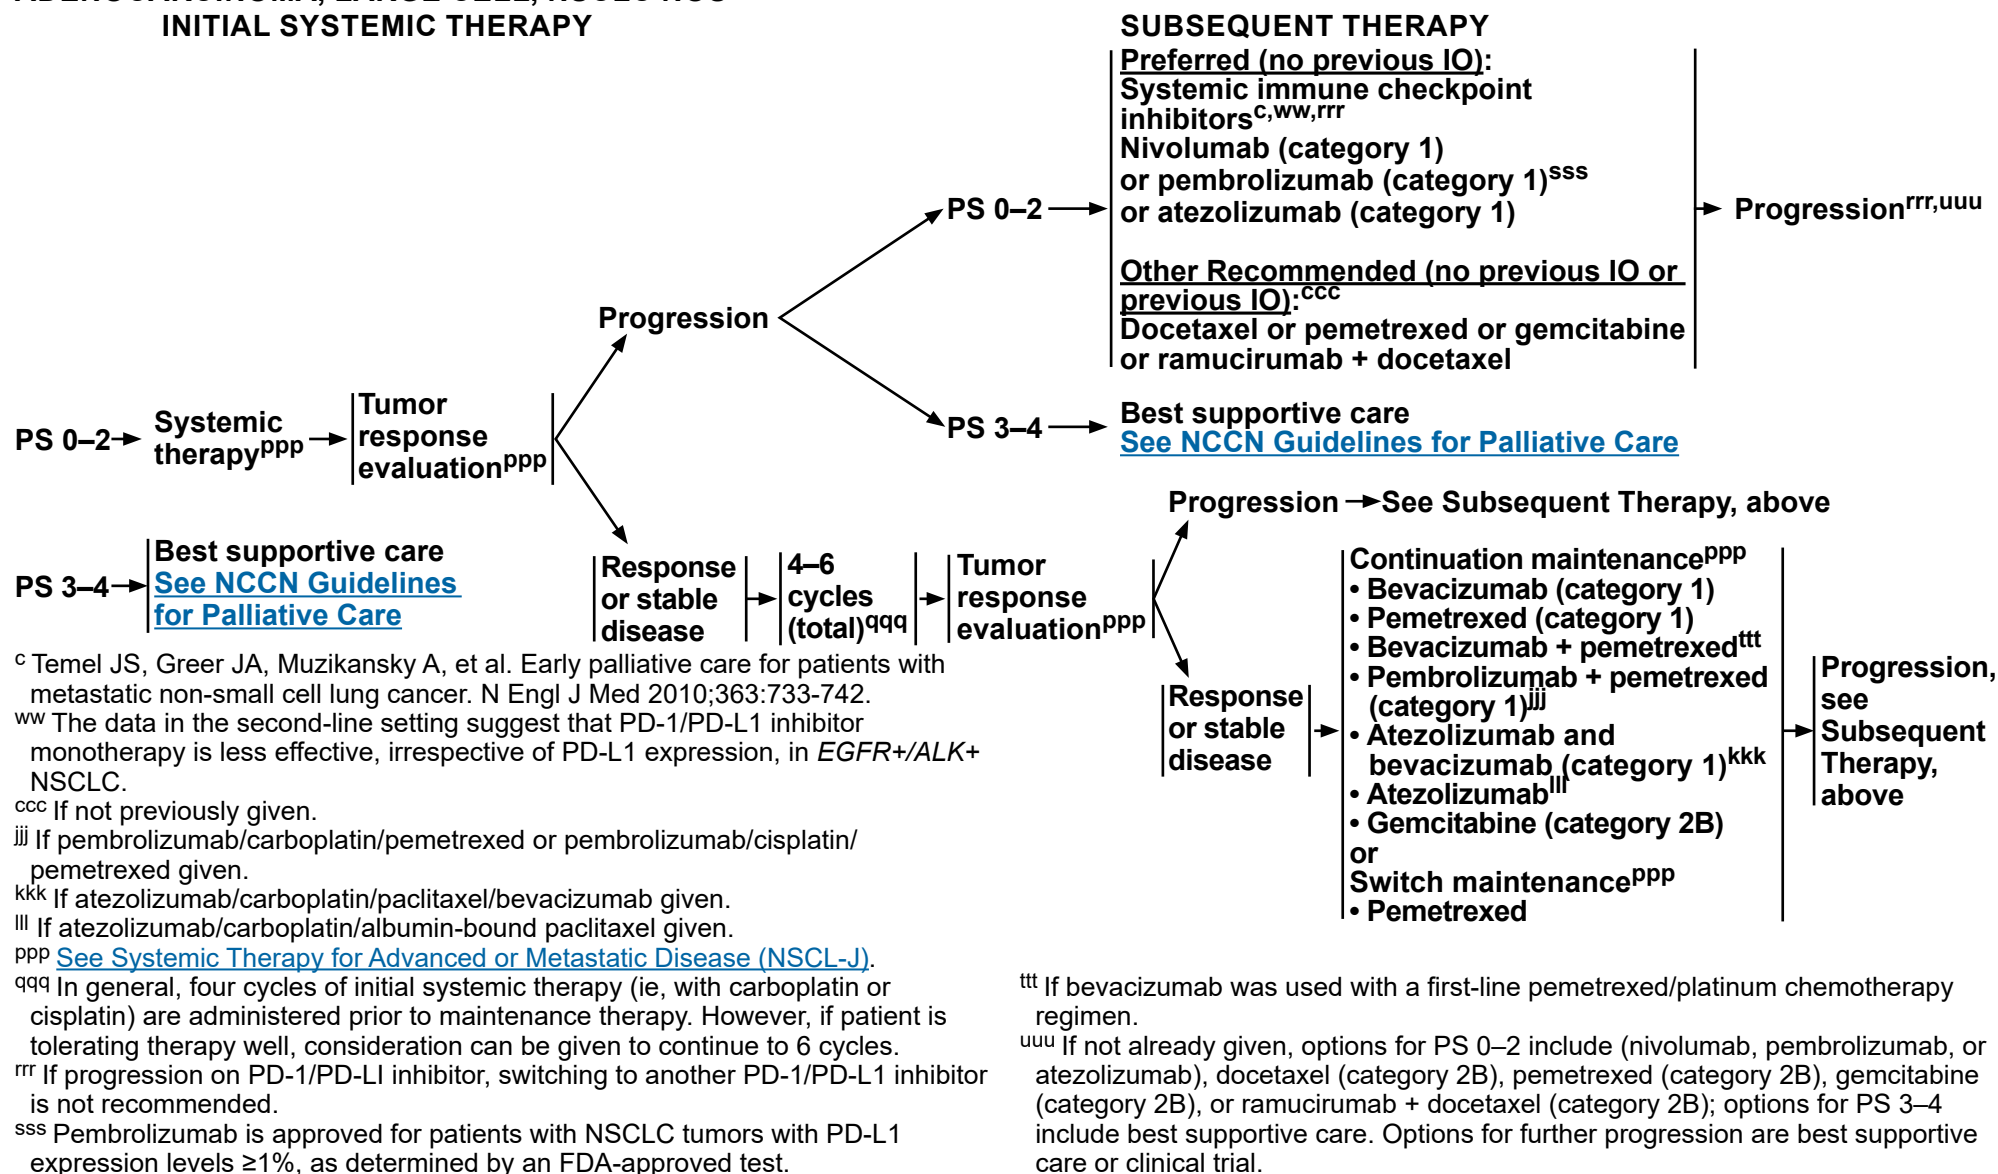 INITIAL SYSTEMIC THERAPY
SUBSEQUENT THERAPY
Preferred (no previous IO):
Systemic immune checkpoint
inhibitorsc,ww,rrr
Nivolumab (category 1)
or pembrolizumab (category 1)sss
or atezolizumab (category 1)
Other Recommended (no previous IO or
previous IO):ccc
Docetaxel or pemetrexed or gemcitabine
or ramucirumab + docetaxel
PS 0–2
Progressionrrr,uuu
Progression
PS 3–4
Best supportive care
See NCCN Guidelines for Palliative Care
PS 0–2
Systemic
therapyppp
Tumor
response
evaluationppp
PS 3–4
Best supportive care
See NCCN Guidelines
for Palliative Care
Response
or stable
disease
4–6
cycles
(total)qqq
Tumor
response
evaluationppp
Progression
See Subsequent Therapy, above
Response
or stable
disease
Continuation maintenanceppp
• Bevacizumab (category 1)
• Pemetrexed (category 1)
• Bevacizumab + pemetrexedttt
• Pembrolizumab + pemetrexed
(category 1)jjj
• Atezolizumab and
bevacizumab (category 1)kkk
• Atezolizumablll
• Gemcitabine (category 2B)
or
Switch maintenanceppp
• Pemetrexed
Progression,
see
Subsequent
Therapy,
above
c Temel JS, Greer JA, Muzikansky A, et al. Early palliative care for patients with
metastatic non-small cell lung cancer. N Engl J Med 2010;363:733-742.
ww The data in the second-line setting suggest that PD-1/PD-L1 inhibitor
monotherapy is less effective, irrespective of PD-L1 expression, in EGFR+/ALK+
NSCLC.
ccc If not previously given.
jjj If pembrolizumab/carboplatin/pemetrexed or pembrolizumab/cisplatin/
pemetrexed given.
kkk If atezolizumab/carboplatin/paclitaxel/bevacizumab given.
lll If atezolizumab/carboplatin/albumin-bound paclitaxel given.
ppp See Systemic Therapy for Advanced or Metastatic Disease (NSCL-J).
qqq In general, four cycles of initial systemic therapy (ie, with carboplatin or
cisplatin) are administered prior to maintenance therapy. However, if patient is
tolerating therapy well, consideration can be given to continue to 6 cycles.
rrr If progression on PD-1/PD-LI inhibitor, switching to another PD-1/PD-L1 inhibitor
is not recommended.
sss Pembrolizumab is approved for patients with NSCLC tumors with PD-L1
expression levels ≥1%, as determined by an FDA-approved test.
ttt If bevacizumab was used with a first-line pemetrexed/platinum chemotherapy
regimen.
uuu If not already given, options for PS 0–2 include (nivolumab, pembrolizumab, or
atezolizumab), docetaxel (category 2B), pemetrexed (category 2B), gemcitabine
(category 2B), or ramucirumab + docetaxel (category 2B); options for PS 3–4
include best supportive care. Options for further progression are best supportive
care or clinical trial.